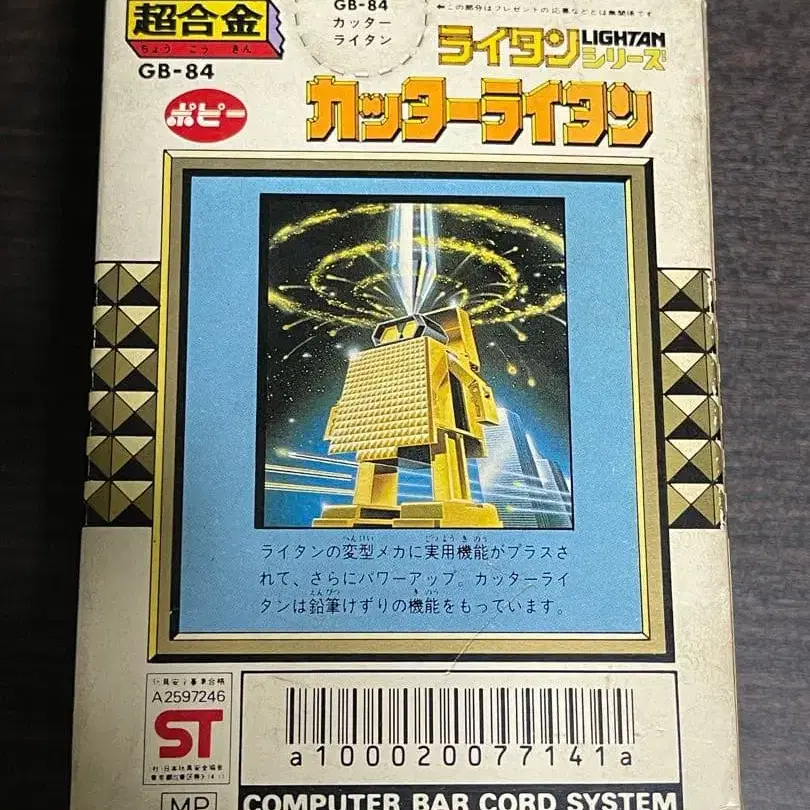 超合金
ちょうごうきん
GB-84
ポピー
GB-84
カッター
ライタン
←この部分はプレゼントの応募などとは無関係です
ライタン LIGHTAN
シリーズ
カッターライタン
ライタンの変型メカに実用機能がプラスさ
れて、さらにパワーアップ。カッターライ
タンは鉛筆けずりの機能をもっています。
A2597246
ST
a100020077141a
MP
COMPUTER BAR CORD SYSTEM